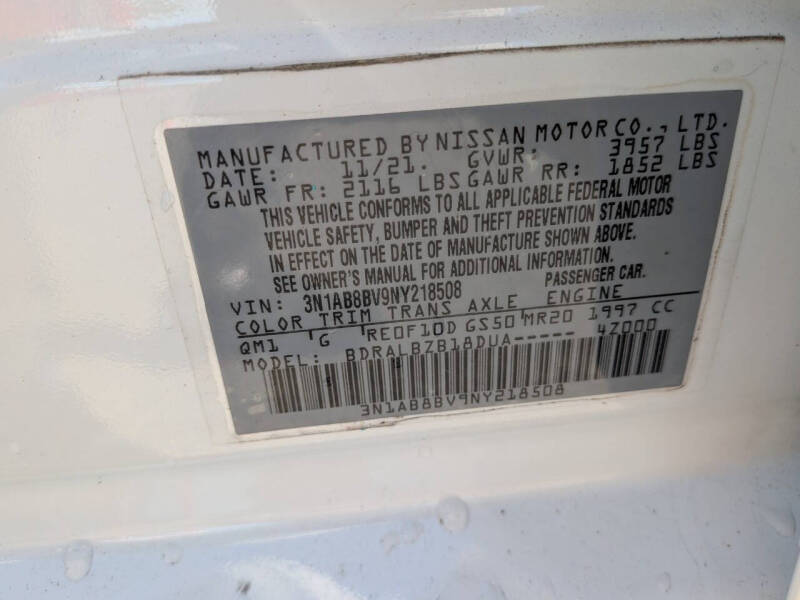 MANUFACTURED BY NISSAN MOTOR CO., LTD.
DATE: 11/21. GVWR: 3957 LBS
GAWR FR: 2116 LBS GAWR RR: 1852 LBS
THIS VEHICLE CONFORMS TO ALL APPLICABLE FEDERAL MOTOR
VEHICLE SAFETY, BUMPER AND THEFT PREVENTION STANDARDS
IN EFFECT ON THE DATE OF MANUFACTURE SHOWN ABOVE.
SEE OWNER'S MANUAL FOR ADDITIONAL INFORMATION.
VIN: 3N1AB8BV9NY218508 PASSENGER CAR.
COLOR TRIM TRANS AXLE ENGINE
QM1 G RE0F10D GS50 MR20 1997 CC
MODEL: BDRALBZB18DUA----- 4Z000
3N1AB8BV9NY218508